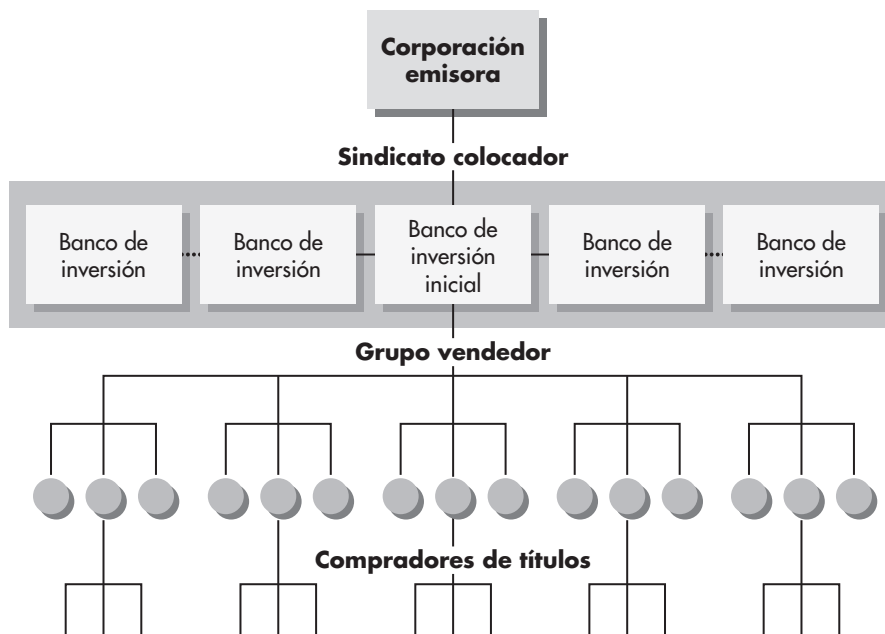 Corporación
emisora
Sindicato colocador
Banco de
inversión
Banco de
inversión
Banco de
inversión
inicial
Banco de
inversión
Banco de
inversión
Grupo vendedor
Compradores de títulos